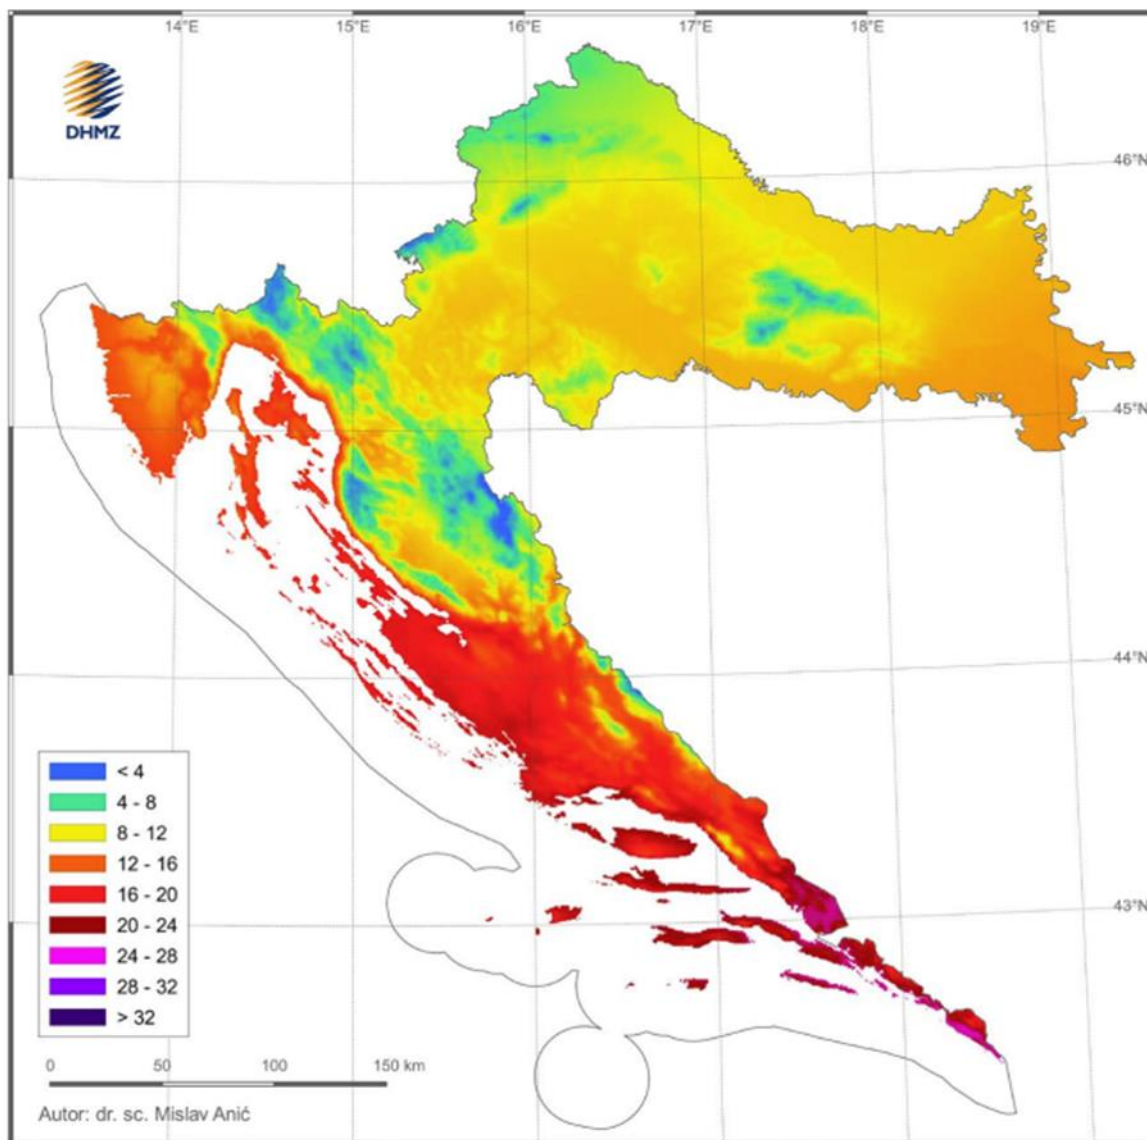 14°E 15°E 16°E 17°E 18°E 19°E
DHMZ
46°N
45°N
44°N
43°N
< 4
4 - 8
8 - 12
12 - 16
16 - 20
20 - 24
24 - 28
28 - 32
> 32
0 50 100 150 km
Autor: dr. sc. Mislav Anić